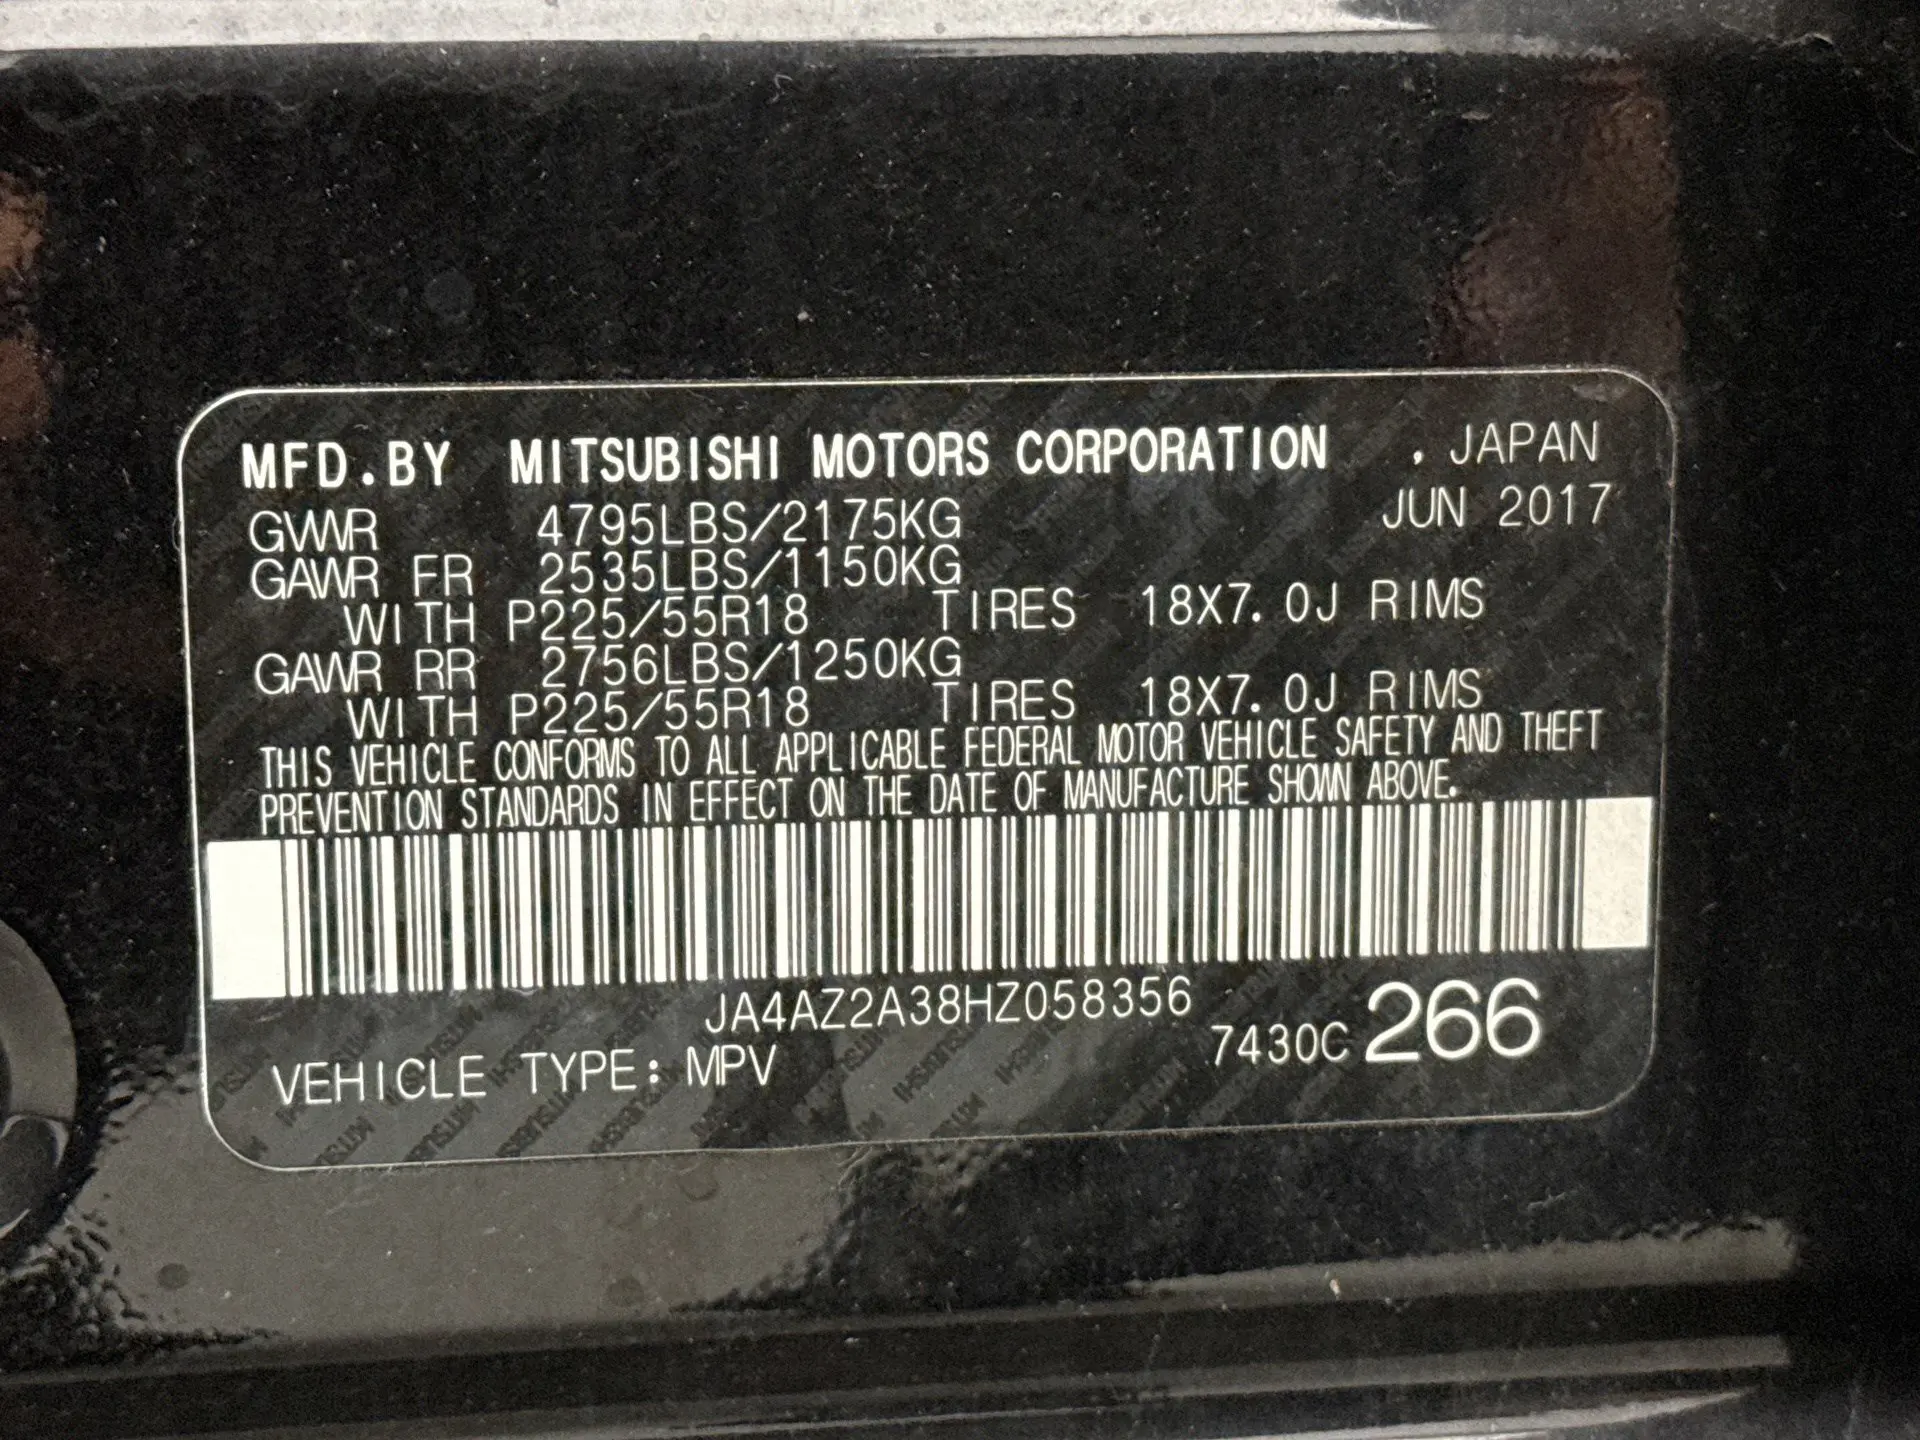 MFD.BY MITSUBISHI MOTORS CORPORATION , JAPAN
GVWR 4795LBS/2175KG JUN 2017
GAWR FR 2535LBS/1150KG
WITH P225/55R18 TIRES 18X7.0J RIMS
GAWR RR 2756LBS/1250KG
WITH P225/55R18 TIRES 18X7.0J RIMS
THIS VEHICLE CONFORMS TO ALL APPLICABLE FEDERAL MOTOR VEHICLE SAFETY AND THEFT
PREVENTION STANDARDS IN EFFECT ON THE DATE OF MANUFACTURE SHOWN ABOVE.
JA4AZ2A38HZ058356
VEHICLE TYPE: MPV 7430C 266